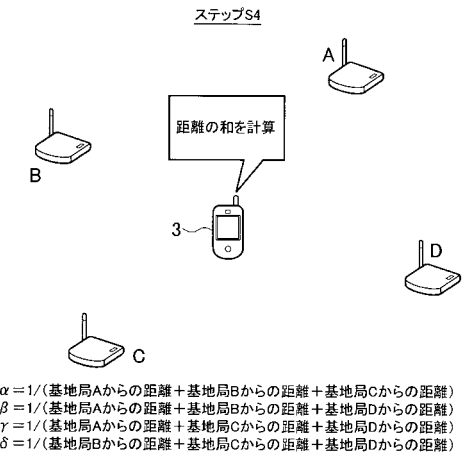 ステップS4
A
距離の和を計算
B
3
D
C
α=1/(基地局Aからの距離+基地局Bからの距離+基地局Cからの距離)
β=1/(基地局Aからの距離+基地局Bからの距離+基地局Dからの距離)
γ=1/(基地局Aからの距離+基地局Cからの距離+基地局Dからの距離)
δ=1/(基地局Bからの距離+基地局Cからの距離+基地局Dからの距離)